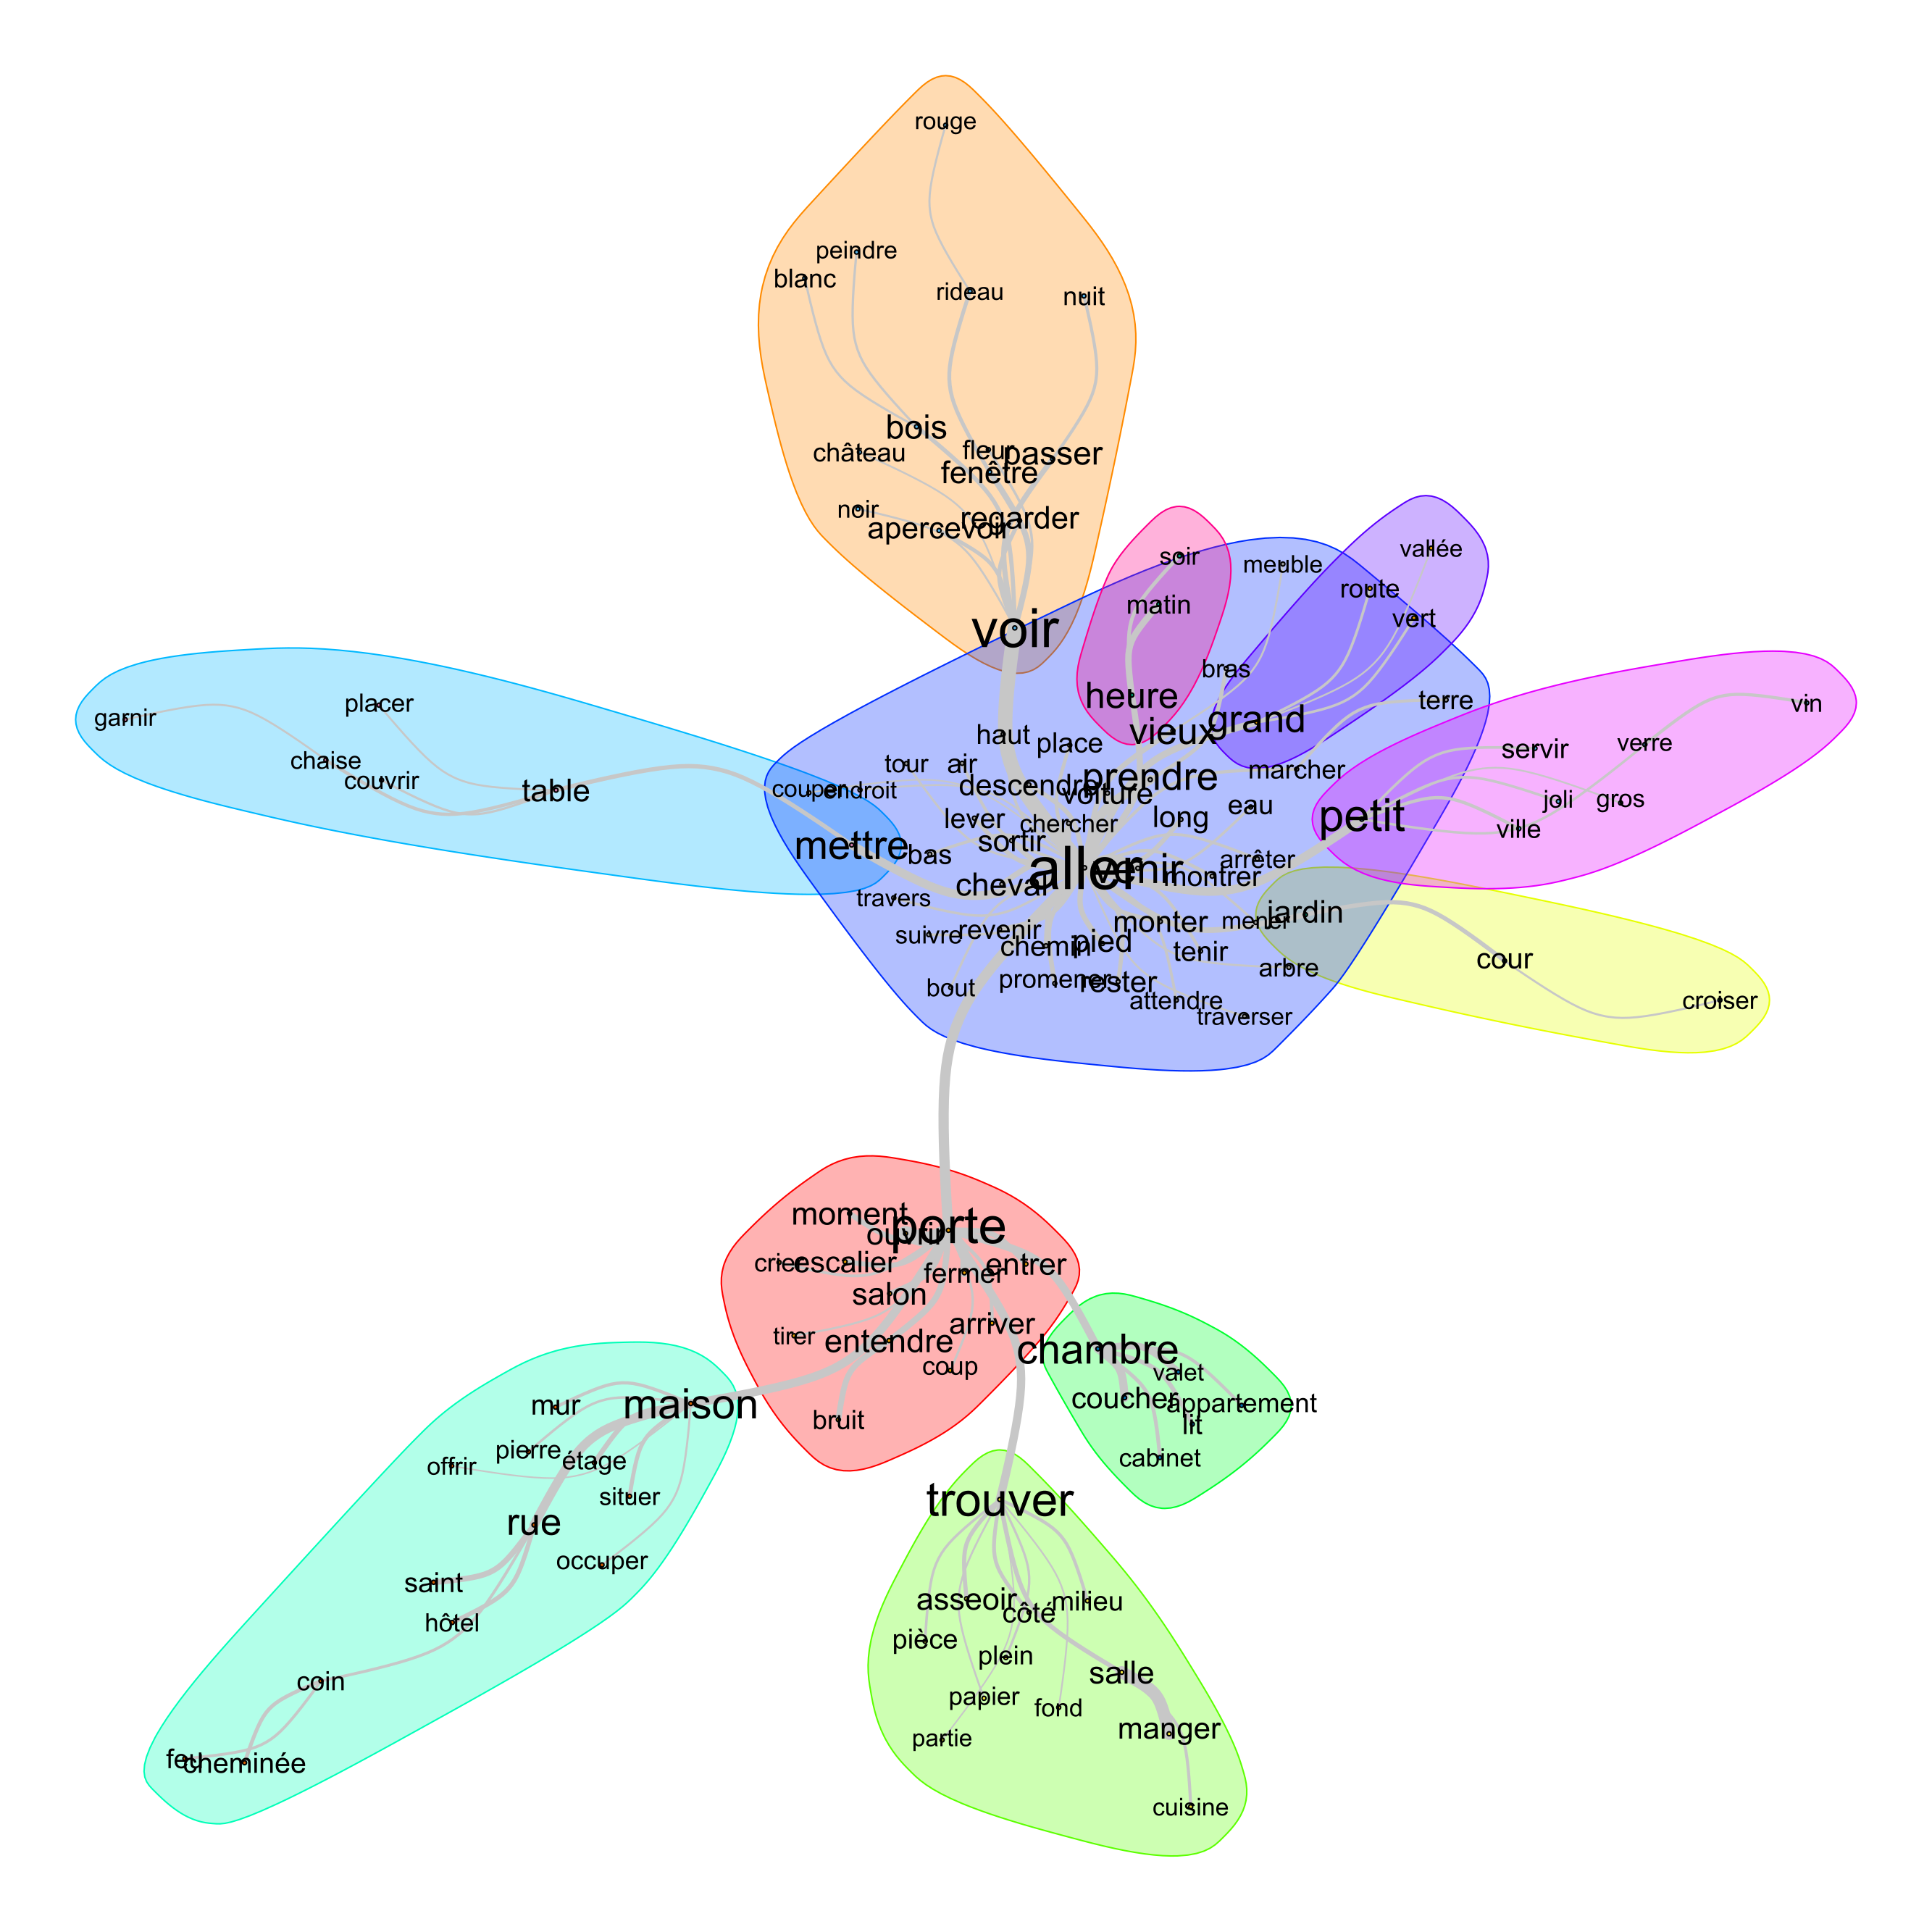 rouge
peindre
blanc
rideau
nuit
bois
château
fleur
passer
fenêtre
noir
apercevoir
regarder
voir
soir
matin
heure
meuble
vallée
route
vert
bras
grand
vieux
terre
garnir
placer
chaise
couvrir
table
mettre
couper
endroit
haut
place
tour
air
descendre
prendre
voiture
marcher
lever
chercher
sortir
long
eau
bas
aller
venir
montrer
arrêter
cheval
travers
suivre
revenir
chemin
pied
monter
mener
tenir
arbre
bout
promener
rester
attendre
traverser
petit
servir
verre
vin
joli
gros
ville
jardin
cour
croiser
moment
porte
ouvrir
crier
escalier
fermer
entrer
salon
tirer
entendre
arriver
coup
bruit
chambre
valet
coucher
appartement
lit
cabinet
maison
mur
pierre
étage
offrir
situer
rue
occuper
saint
hôtel
coin
feu
cheminée
trouver
asseoir
côté
milieu
pièce
plein
salle
papier
fond
partie
manger
cuisine